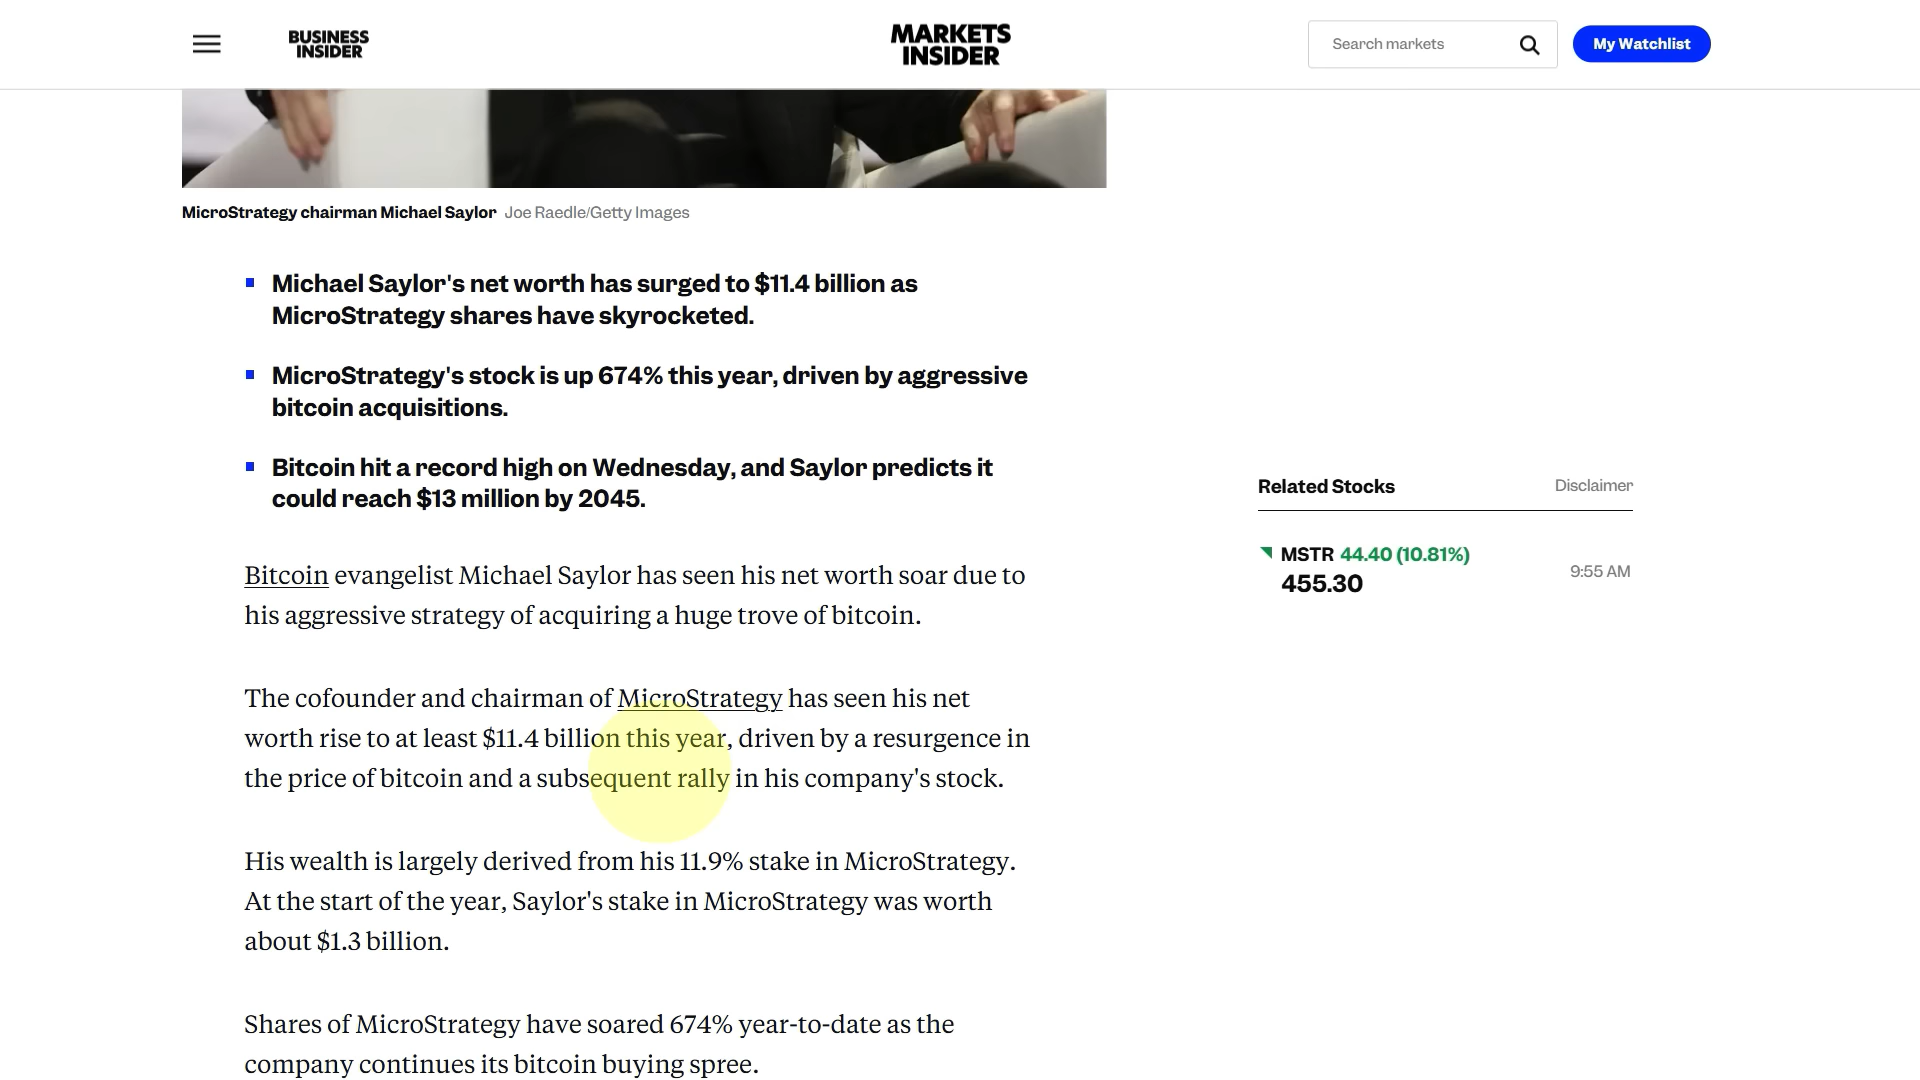 BUSINESS
INSIDER
MARKETS
INSIDER
Search markets
My Watchlist
MicroStrategy chairman Michael Saylor Joe Raedle/Getty Images
Michael Saylor's net worth has surged to $11.4 billion as
MicroStrategy shares have skyrocketed.
MicroStrategy's stock is up 674% this year, driven by aggressive
bitcoin acquisitions.
Bitcoin hit a record high on Wednesday, and Saylor predicts it
could reach $13 million by 2045.
Bitcoin evangelist Michael Saylor has seen his net worth soar due to
his aggressive strategy of acquiring a huge trove of bitcoin.
The cofounder and chairman of MicroStrategy has seen his net
worth rise to at least $11.4 billion this year, driven by a resurgence in
the price of bitcoin and a subsequent rally in his company's stock.
His wealth is largely derived from his 11.9% stake in MicroStrategy.
At the start of the year, Saylor's stake in MicroStrategy was worth
about $1.3 billion.
Shares of MicroStrategy have soared 674% year-to-date as the
company continues its bitcoin buying spree.
Related Stocks Disclaimer
MSTR 44.40 (10.81%)
455.30
9:55 AM